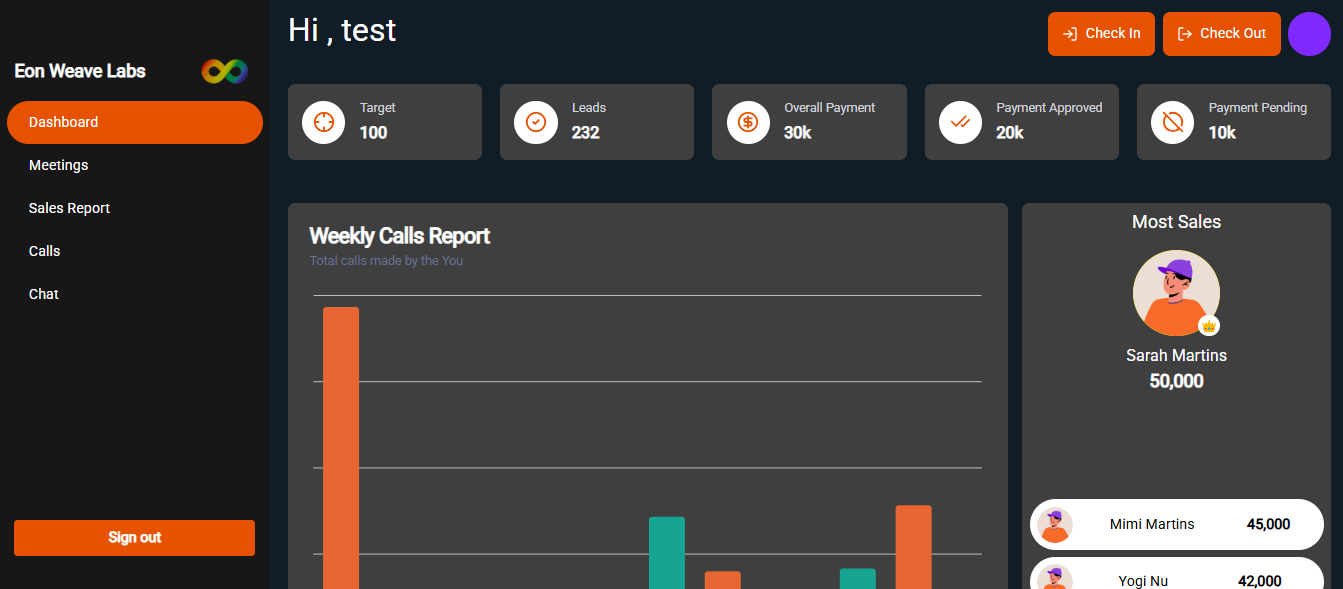 Eon Weave Labs
Dashboard
Meetings
Sales Report
Calls
Chat
Sign out
Hi , test
Check In
Check Out
Target
100
Leads
232
Overall Payment
30k
Payment Approved
20k
Payment Pending
10k
Weekly Calls Report
Total calls made by the You
Most Sales
Sarah Martins
50,000
Mimi Martins 45,000
Yogi Nu 42,000